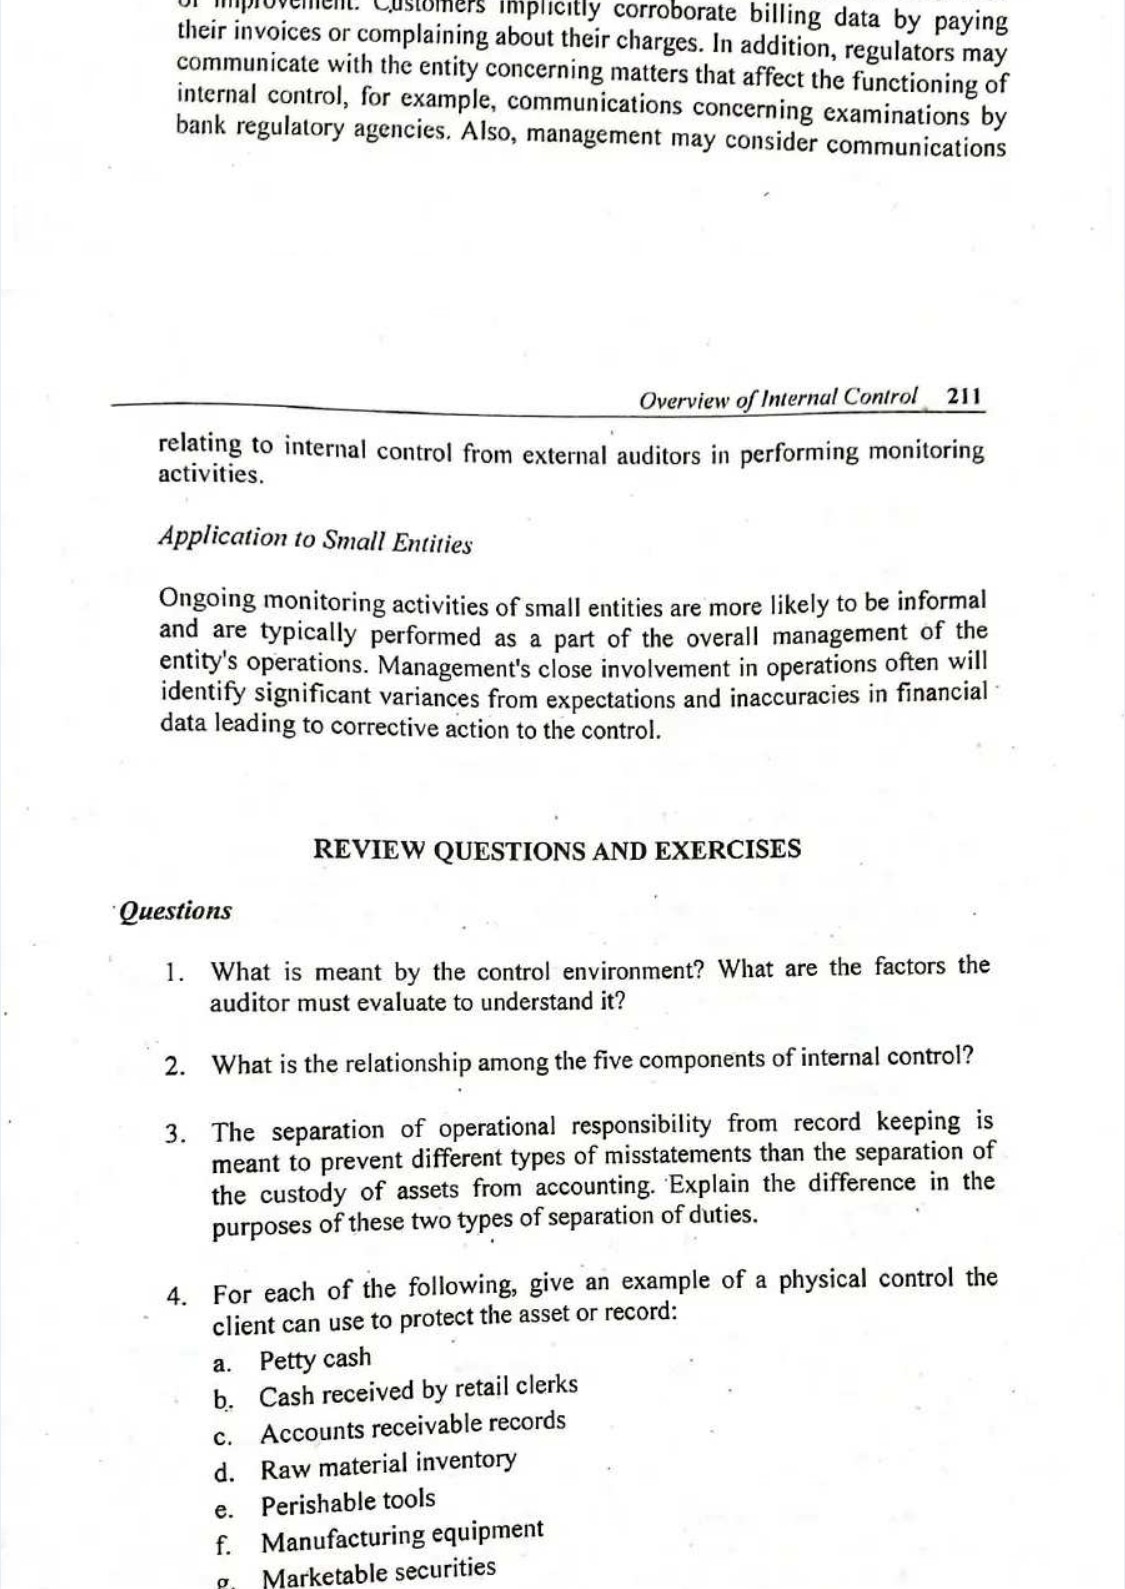 of improvement. Customers implicitly corroborate billing data by paying
their invoices or complaining about their charges. In addition, regulators may
communicate with the entity concerning matters that affect the functioning of
internal control, for example, communications concerning examinations by
bank regulatory agencies. Also, management may consider communications
Overview of Internal Control 211
relating to internal control from external auditors in performing monitoring
activities.
Application to Small Entities
Ongoing monitoring activities of small entities are more likely to be informal
and are typically performed as a part of the overall management of the
entity's operations. Management's close involvement in operations often will
identify significant variances from expectations and inaccuracies in financial
data leading to corrective action to the control.
REVIEW QUESTIONS AND EXERCISES
Questions
1. What is meant by the control environment? What are the factors the
auditor must evaluate to understand it?
2. What is the relationship among the five components of internal control?
3. The separation of operational responsibility from record keeping is
meant to prevent different types of misstatements than the separation of
the custody of assets from accounting. Explain the difference in the
purposes of these two types of separation of duties.
4. For each of the following, give an example of a physical control the
client can use to protect the asset or record:
a. Petty cash
b. Cash received by retail clerks
c. Accounts receivable records
d. Raw material inventory
e. Perishable tools
f. Manufacturing equipment
g. Marketable securities